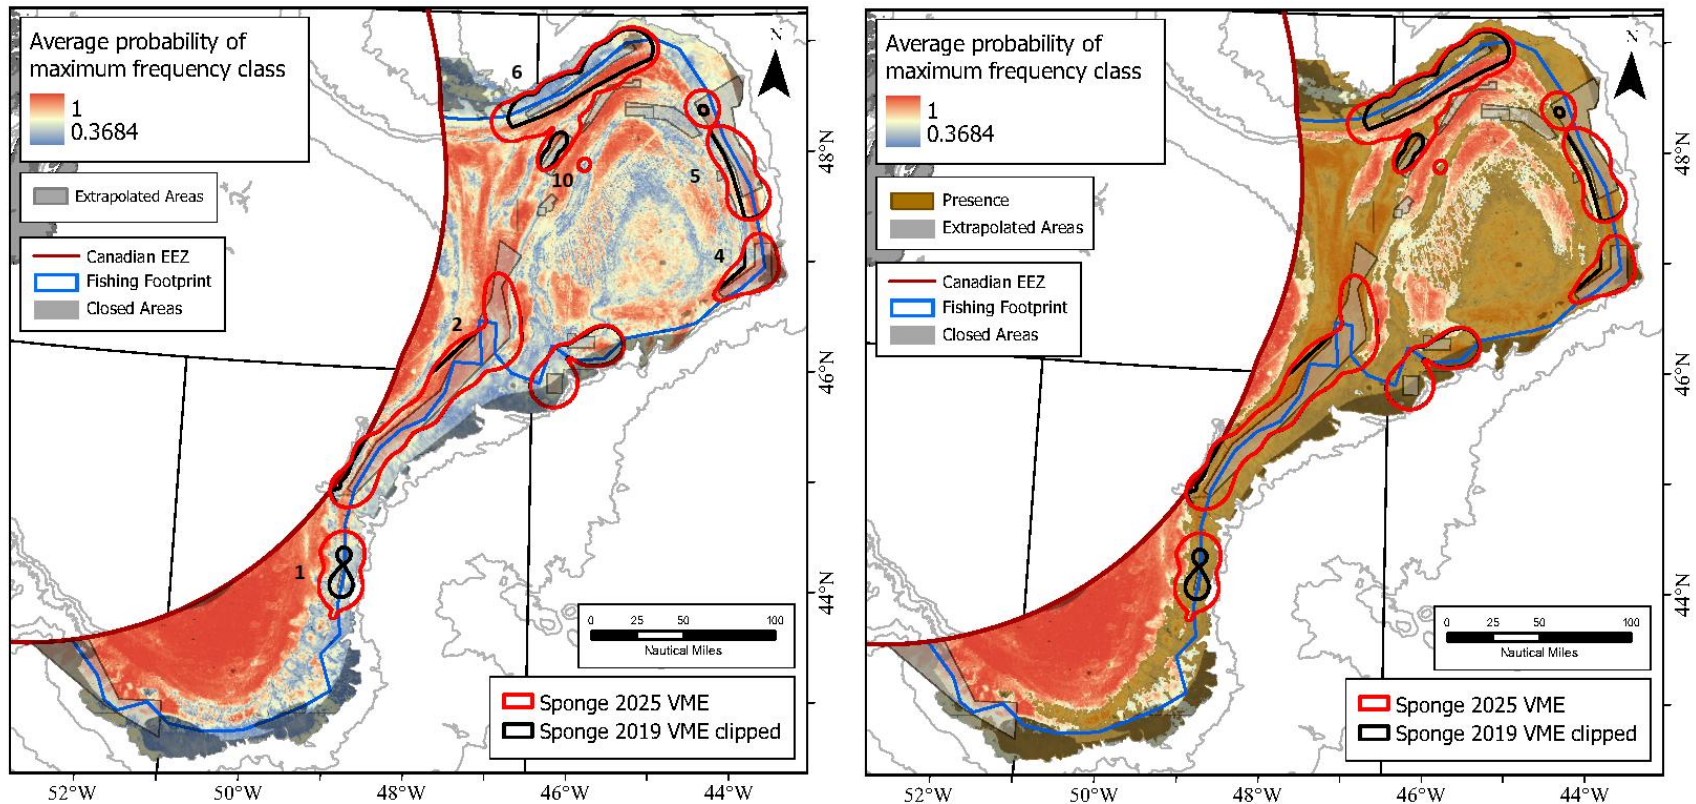 Average probability of
maximum frequency class
1
0.3684
Extrapolated Areas
Canadian EEZ
Fishing Footprint
Closed Areas
N
6
10
5
4
2
1
48°N
46°N
44°N
0 25 50 100
Nautical Miles
Sponge 2025 VME
Sponge 2019 VME clipped
52°W 50°W 48°W 46°W 44°W
Average probability of
maximum frequency class
1
0.3684
Presence
Extrapolated Areas
Canadian EEZ
Fishing Footprint
Closed Areas
N
48°N
46°N
44°N
0 25 50 100
Nautical Miles
Sponge 2025 VME
Sponge 2019 VME clipped
52°W 50°W 48°W 46°W 44°W